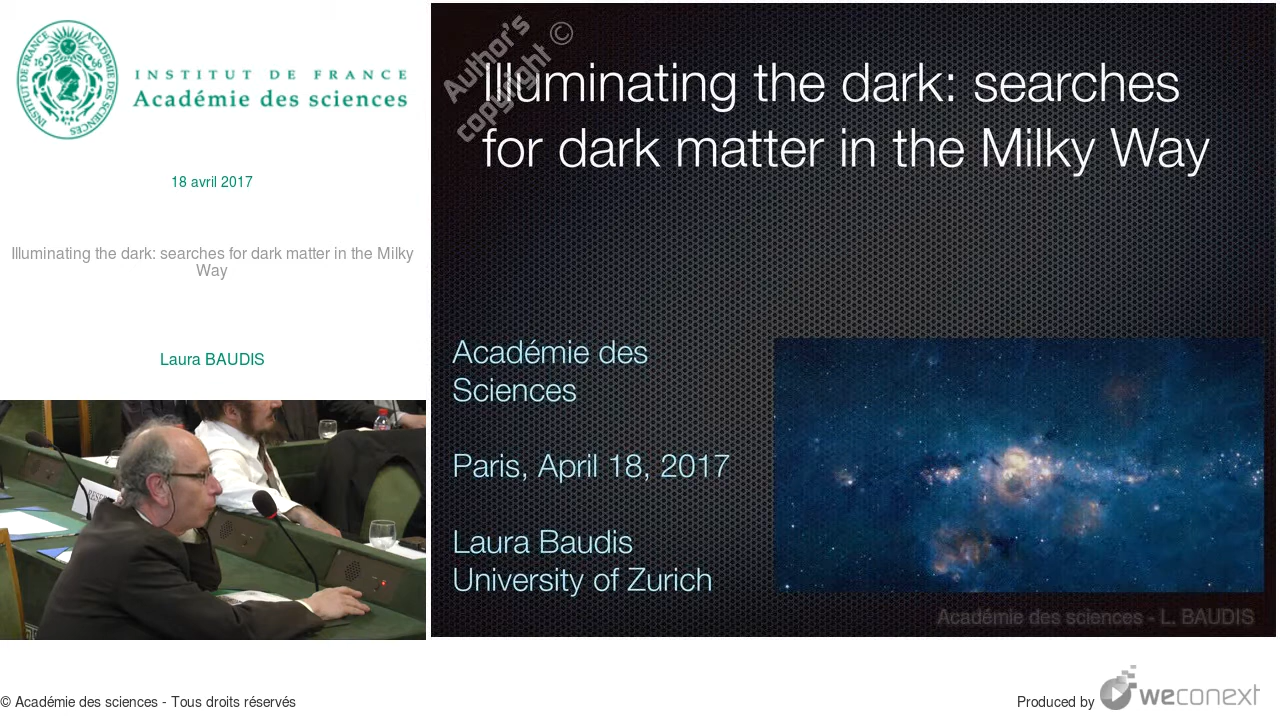 INSTITUT DE FRANCE
Académie des sciences
18 avril 2017
Illuminating the dark: searches for dark matter in the Milky
Way
Laura BAUDIS
RESERV
© Académie des sciences - Tous droits réservés
Author's
copyright ©
Illuminating the dark: searches
for dark matter in the Milky Way
Académie des
Sciences
Paris, April 18, 2017
Laura Baudis
University of Zurich
Académie des sciences - L. BAUDIS
Produced by weconext